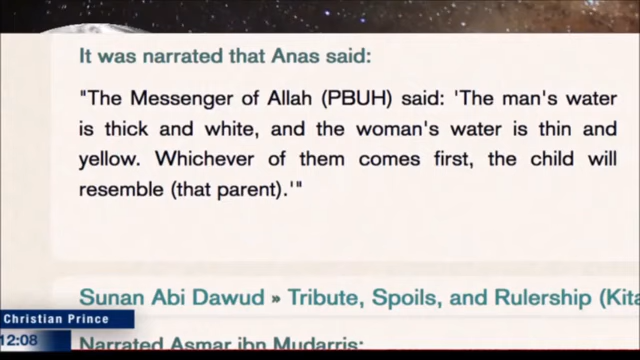 It was narrated that Anas said:
"The Messenger of Allah (PBUH) said: 'The man's water
is thick and white, and the woman's water is thin and
yellow. Whichever of them comes first, the child will
resemble (that parent).'"
Sunan Abi Dawud » Tribute, Spoils, and Rulership (Kita
Christian Prince
12:08
Narrated Asmar ibn Mudarris: